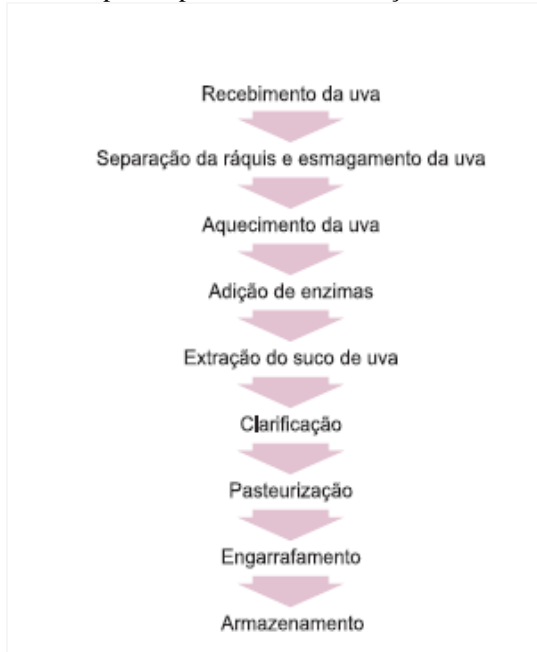 Recebimento da uva
Separação da ráquis e esmagamento da uva
Aquecimento da uva
Adição de enzimas
Extração do suco de uva
Clarificação
Pasteurização
Engarrafamento
Armazenamento